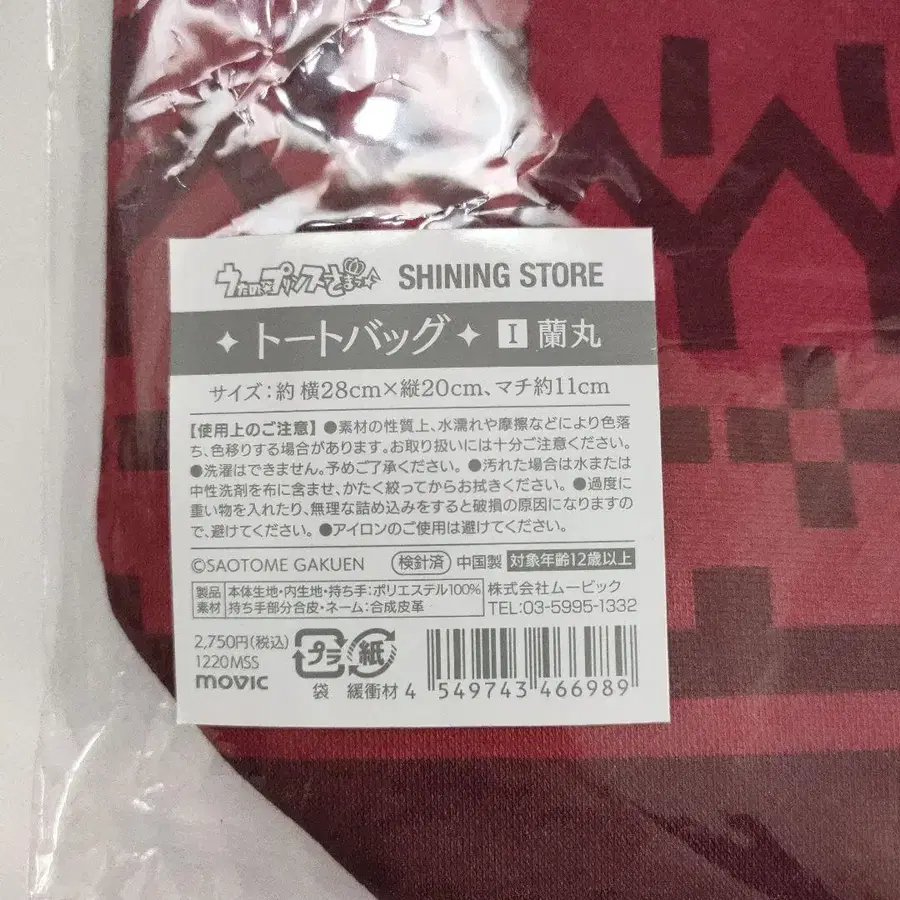 うたの☆プリンスさまっ♪ SHINING STORE
トートバッグ I 蘭丸
サイズ:約 横28cm×縦20cm、マチ約11cm
【使用上のご注意】 ●素材の性質上、水濡れや摩擦などにより色落
ち、色移りする場合があります。お取り扱いには十分ご注意ください。
●洗濯はできません。予めご了承ください。 ●汚れた場合は水または
中性洗剤を布に含ませ、かたく絞ってからお拭きください。 ●過度に
重い物を入れたり、無理な詰め込みをすると破損の原因になりますの
で、避けてください。 ●アイロンのご使用は避けてください。
©SAOTOME GAKUEN 検針済 中国製 対象年齢12歳以上
製品素材 本体生地・内生地・持ち手:ポリエステル100%
持ち手部分合皮・ネーム:合成皮革
株式会社ムービック
TEL:03-5995-1332
2,750円(税込)
1220MSS
movic
プラ 紙
袋 緩衝材
4 549743 466989